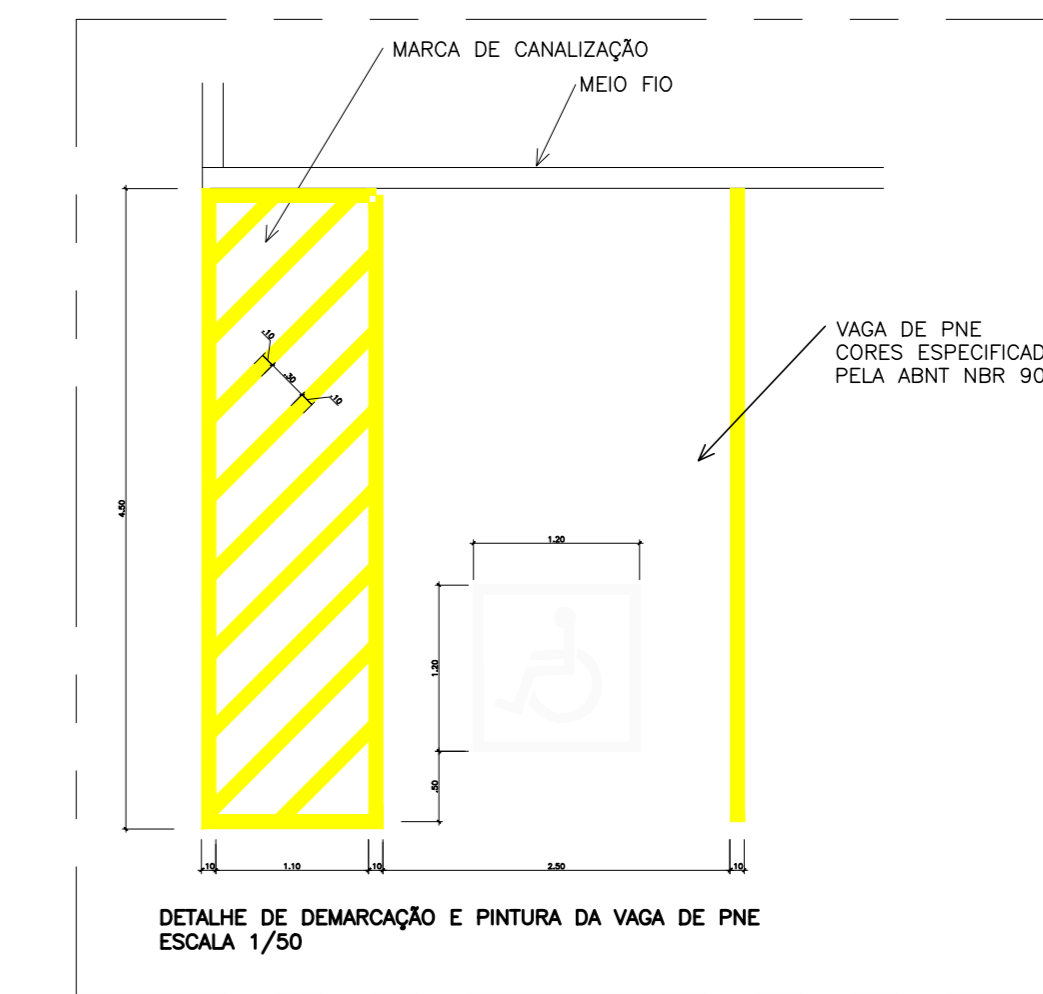 MARCA DE CANALIZAÇÃO
MEIO FIO
VAGA DE PNE
CORES ESPECIFICAD
PELA ABNT NBR 90
.10
.30
.10
4.50
1.20
1.20
.50
.10
1.10
.10
2.50
.10
DETALHE DE DEMARCAÇÃO E PINTURA DA VAGA DE PNE
ESCALA 1/50